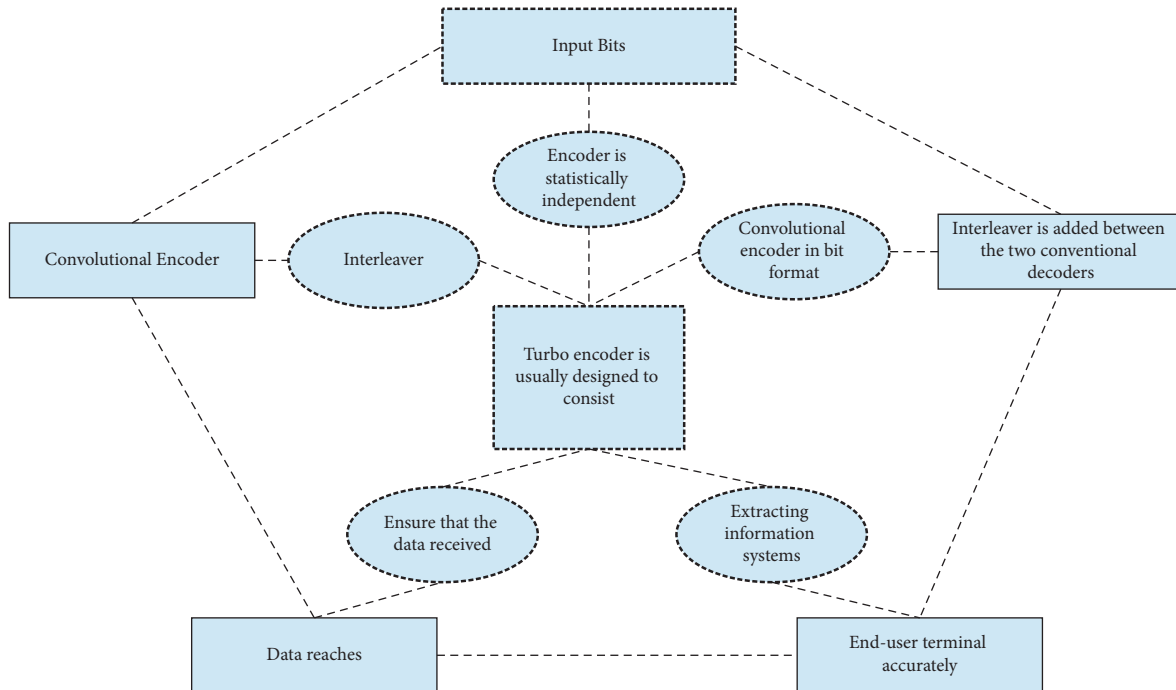 Input Bits
Encoder is
statistically
independent
Convolutional Encoder
Interleaver
Convolutional
encoder in bit
format
Interleaver is added between
the two conventional
decoders
Turbo encoder is
usually designed to
consist
Ensure that the
data received
Extracting
information
systems
Data reaches
End-user terminal
accurately